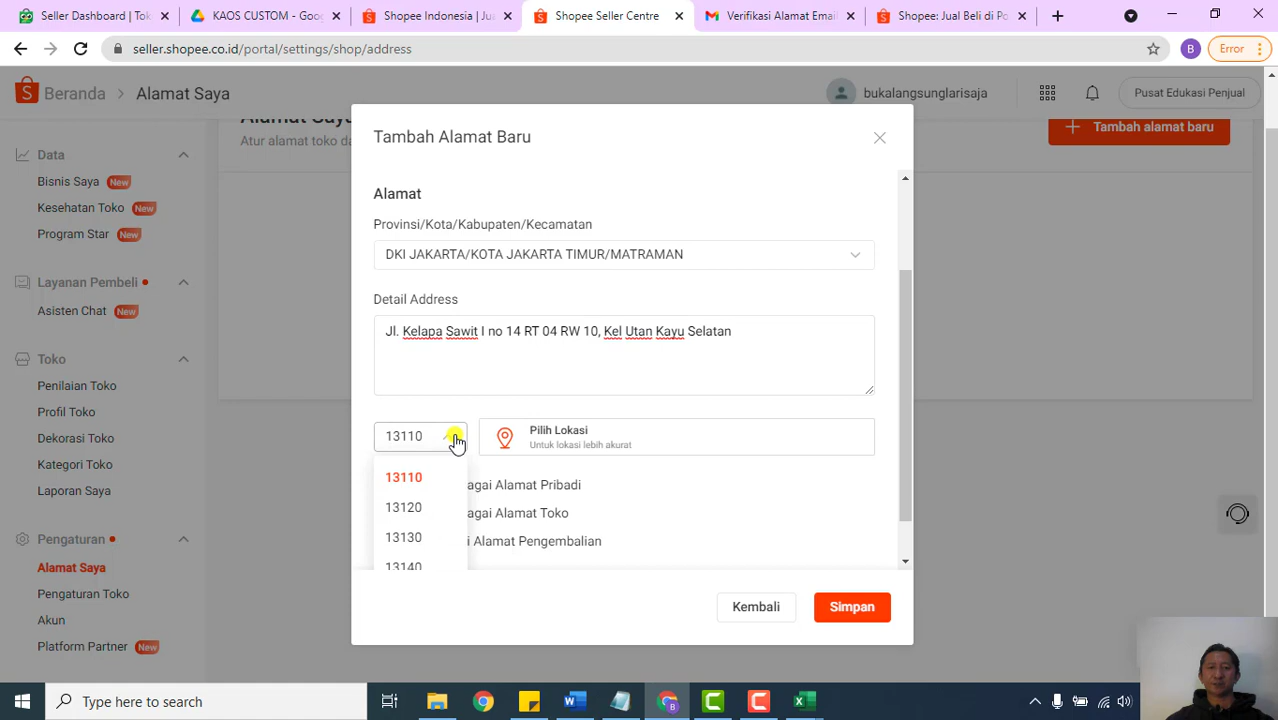 Seller Dashboard | Tok
KAOS CUSTOM - Goog
Shopee Indonesia | Jua
Shopee Seller Centre
Verifikasi Alamat Email
Shopee: Jual Beli di Po
seller.shopee.co.id/portal/settings/shop/address
B
Error
Beranda > Alamat Saya
bukalangsunglarisaja
Pusat Edukasi Penjual
Alamat Saya
Atur alamat toko da
Tambah alamat baru
Data
Bisnis Saya New
Kesehatan Toko New
Program Star New
Layanan Pembeli
Asisten Chat New
Toko
Penilaian Toko
Profil Toko
Dekorasi Toko
Kategori Toko
Laporan Saya
Pengaturan
Alamat Saya
Pengaturan Toko
Akun
Platform Partner New
Tambah Alamat Baru
Alamat
Provinsi/Kota/Kabupaten/Kecamatan
DKI JAKARTA/KOTA JAKARTA TIMUR/MATRAMAN
Detail Address
Jl. Kelapa Sawit I no 14 RT 04 RW 10, Kel Utan Kayu Selatan
13110
Pilih Lokasi
Untuk lokasi lebih akurat
13110
13120
13130
13140
agai Alamat Pribadi
agai Alamat Toko
i Alamat Pengembalian
Kembali
Simpan
Type here to search